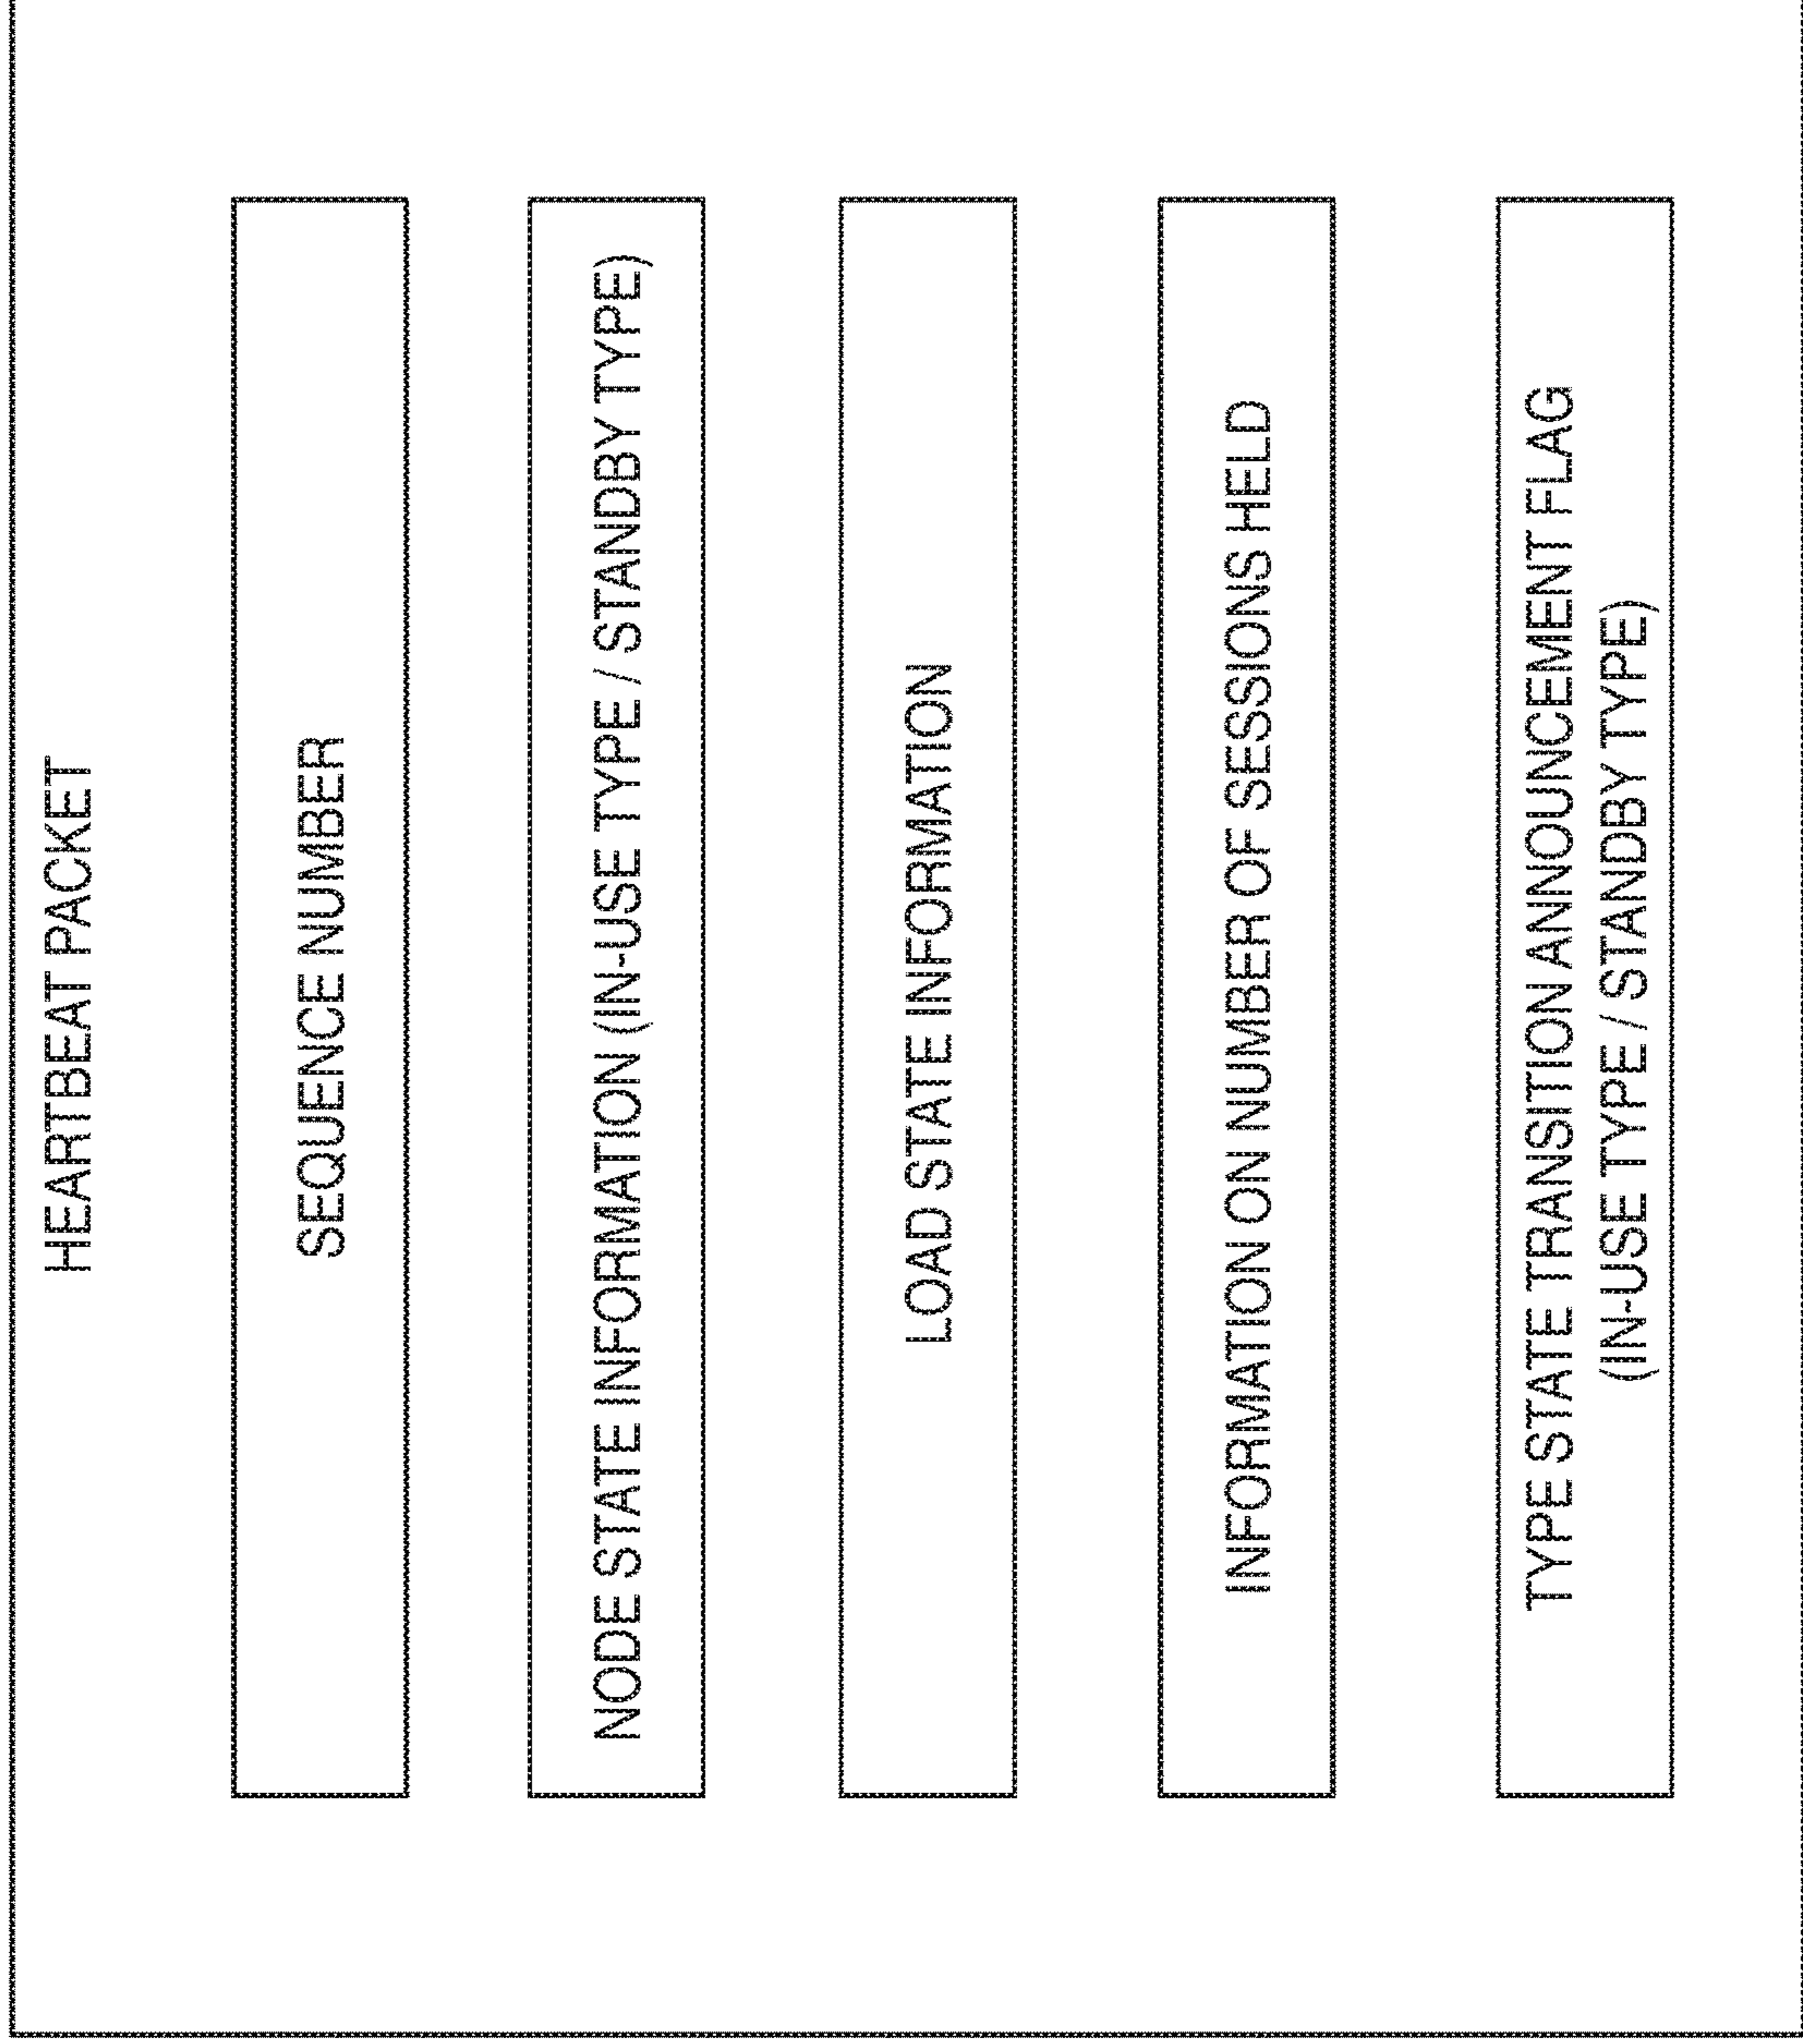 HEARTBEAT PACKET
SEQUENCE NUMBER
NODE STATE INFORMATION (IN-USE TYPE / STANDBY TYPE)
LOAD STATE INFORMATION
INFORMATION ON NUMBER OF SESSIONS HELD
TYPE STATE TRANSITION ANNOUNCEMENT FLAG
(IN-USE TYPE / STANDBY TYPE)